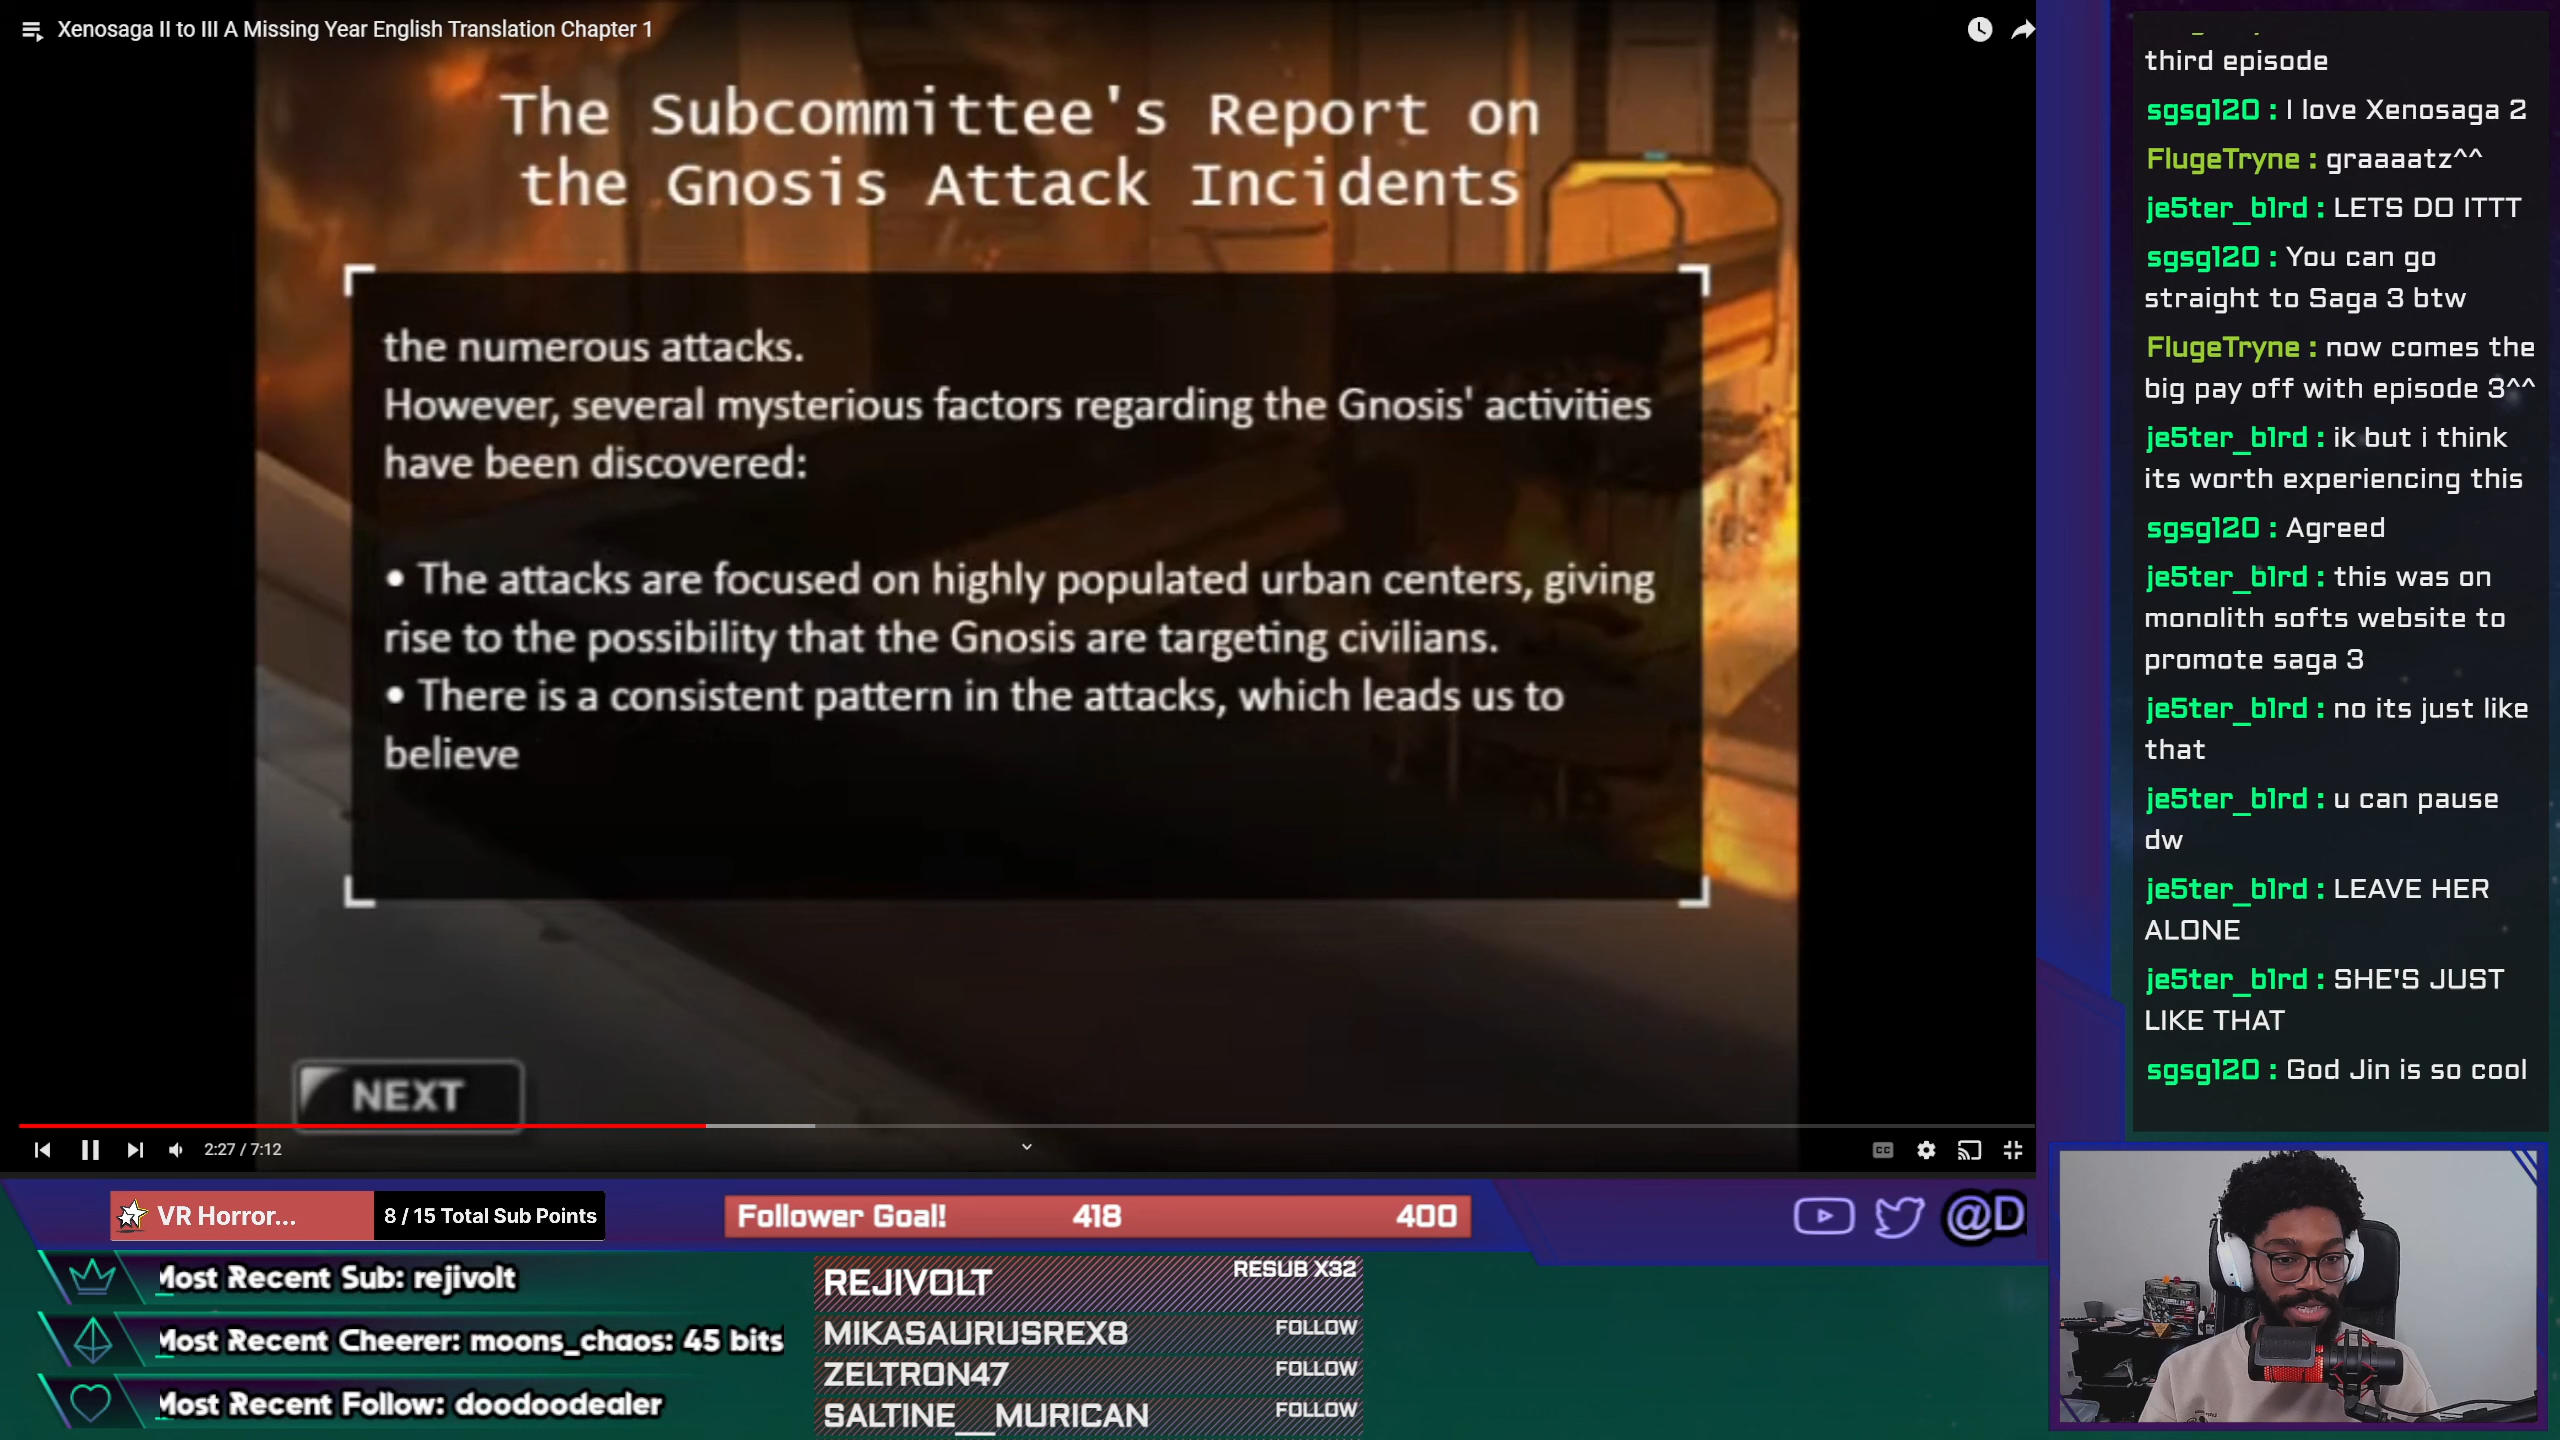 Xenosaga II to III A Missing Year English Translation Chapter 1
The Subcommittee's Report on
the Gnosis Attack Incidents
the numerous attacks.
However, several mysterious factors regarding the Gnosis' activities
have been discovered:
• The attacks are focused on highly populated urban centers, giving
rise to the possibility that the Gnosis are targeting civilians.
• There is a consistent pattern in the attacks, which leads us to
believe
NEXT
2:27 / 7:12
CC
third episode
sgsg120 : I love Xenosaga 2
FlugeTryne : graaaatz^^
je5ter_b1rd : LETS DO ITTT
sgsg120 : You can go
straight to Saga 3 btw
FlugeTryne : now comes the
big pay off with episode 3^^
je5ter_b1rd : ik but i think
its worth experiencing this
sgsg120 : Agreed
je5ter_b1rd : this was on
monolith softs website to
promote saga 3
je5ter_b1rd : no its just like
that
je5ter_b1rd : u can pause
dw
je5ter_b1rd : LEAVE HER
ALONE
je5ter_b1rd : SHE'S JUST
LIKE THAT
sgsg120 : God Jin is so cool
VR Horror... 8 / 15 Total Sub Points
Follower Goal! 418 400
@D
Most Recent Sub: rejivolt
Most Recent Cheerer: moons_chaos: 45 bits
Most Recent Follow: doodoodealer
REJIVOLT RESUB X32
MIKASAURUSREX8 FOLLOW
ZELTRON47 FOLLOW
SALTINE__MURICAN FOLLOW